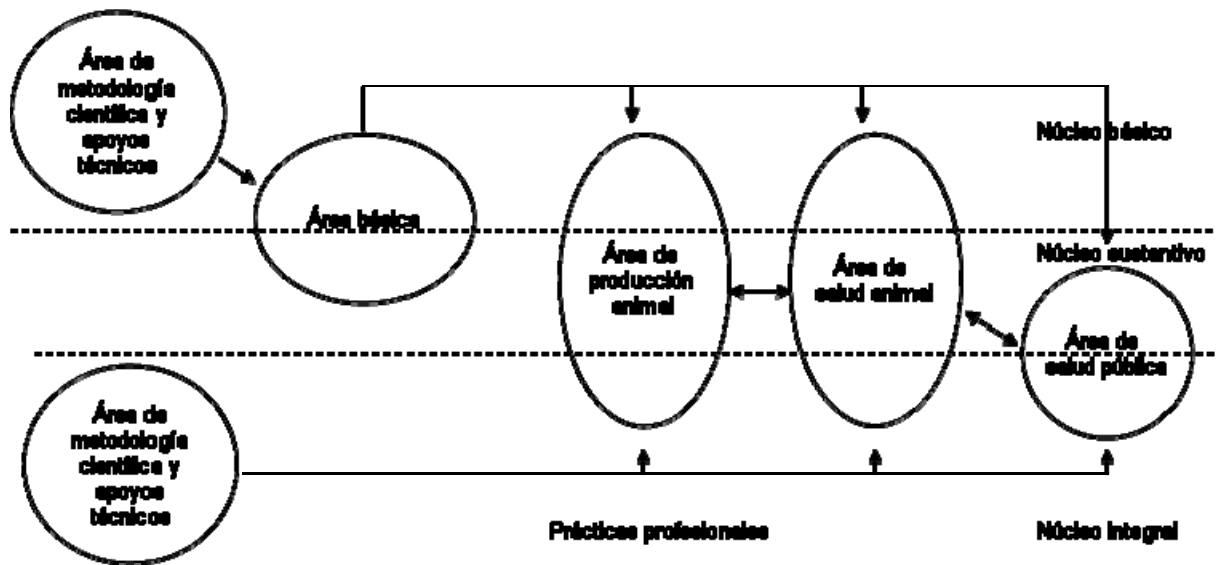 Área de
metodología
científica y
apoyos
técnicos
Núcleo básico
Área básica
Núcleo sustantivo
Área de
producción
animal
Área de
salud animal
Área de
salud pública
Área de
metodología
científica y
apoyos
técnicos
Prácticas profesionales
Núcleo integral